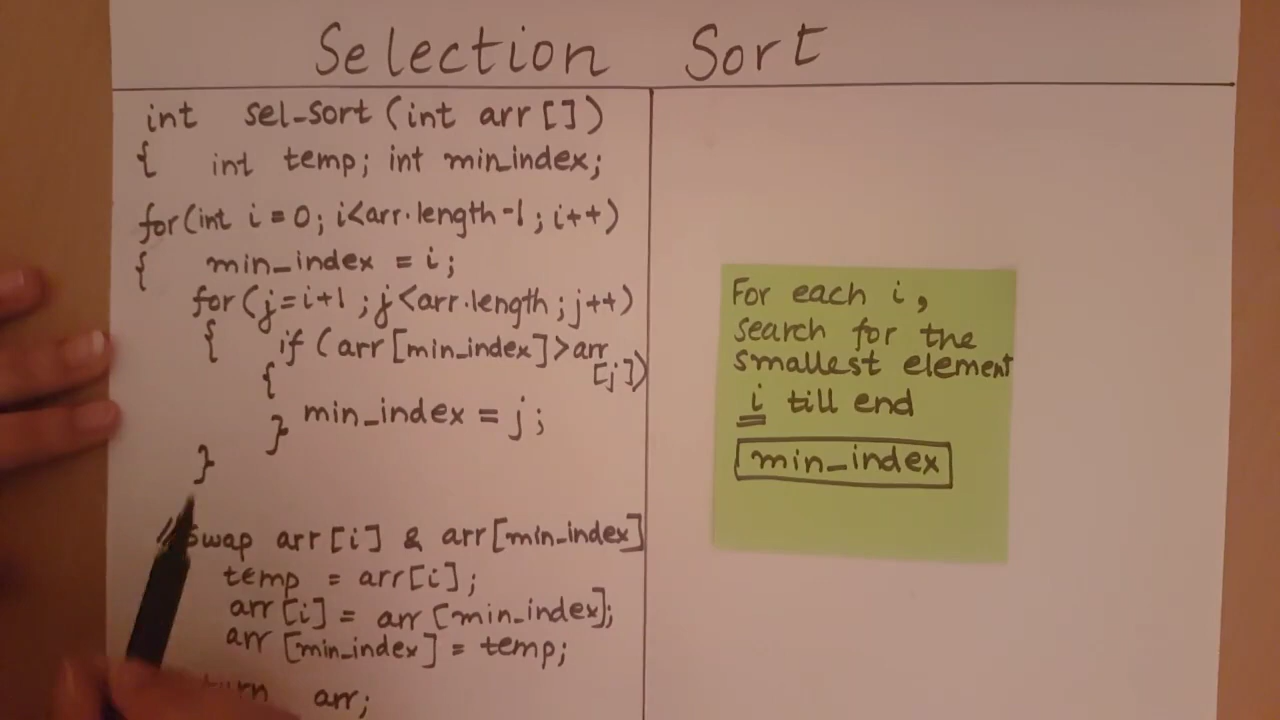 Selection Sort
int sel_sort (int arr [])
{ int temp; int min_index;
for(int i = 0; i<arr.length-1; i++)
{ min_index = i;
for(j=i+1; j<arr.length; j++)
{ if (arr [min_index]>arr
[j])
{
min_index = j;
}
}
//Swap arr[i] & arr[min_index]
temp = arr[i];
arr[i] = arr [min_index];
arr [min_index] = temp;
arr;
For each i,
search for the
smallest element
i till end
min_index